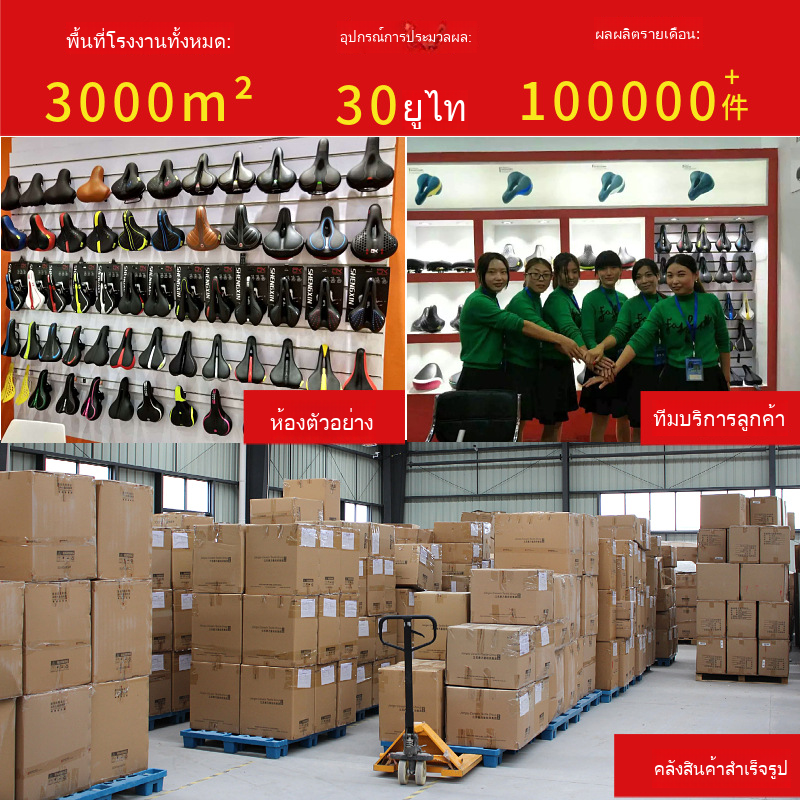 พื้นที่โรงงานทั้งหมด:
3000m²
อุปกรณ์การประมวลผล:
30ยูไท
ผลผลิตรายเดือน:
100000+件
SHENGXIN
SHENGXIN
SHENGXIN
SHENGXIN
ห้องตัวอย่าง
ทีมบริการลูกค้า
คลังสินค้าสำเร็จรูป